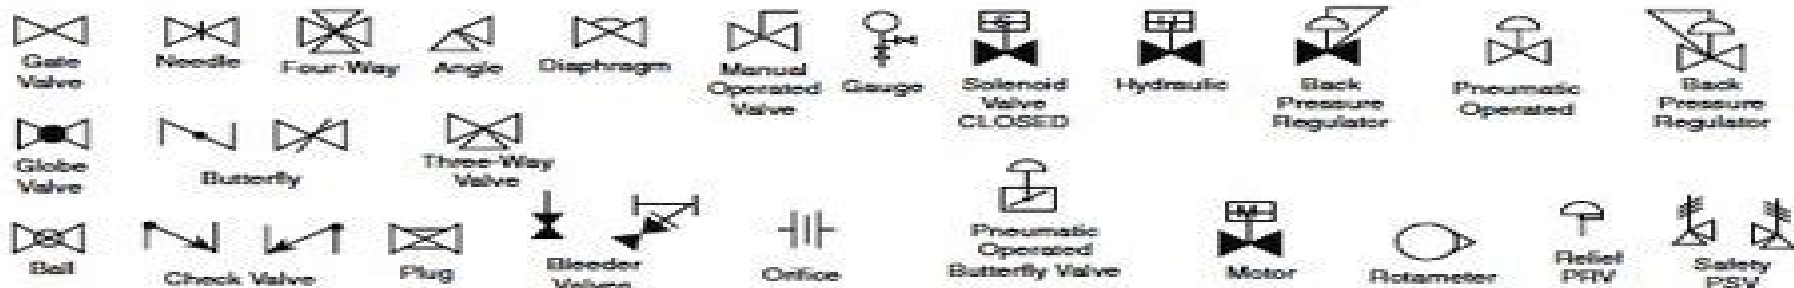 Gate
Valve
Needle
Four-Way
Angle
Diaphragm
Manual
Operated
Valve
Gauge
S
Solenoid
Valve
CLOSED
H
Hydraulic
Back
Pressure
Regulator
Pneumatic
Operated
Back
Pressure
Regulator
Globe
Valve
Butterfly
Three-Way
Valve
Ball
Check Valve
Plug
Bleeder
Valves
Orifice
Pneumatic
Operated
Butterfly Valve
M
Motor
Rotameter
Relief
PRV
Safety
PSV